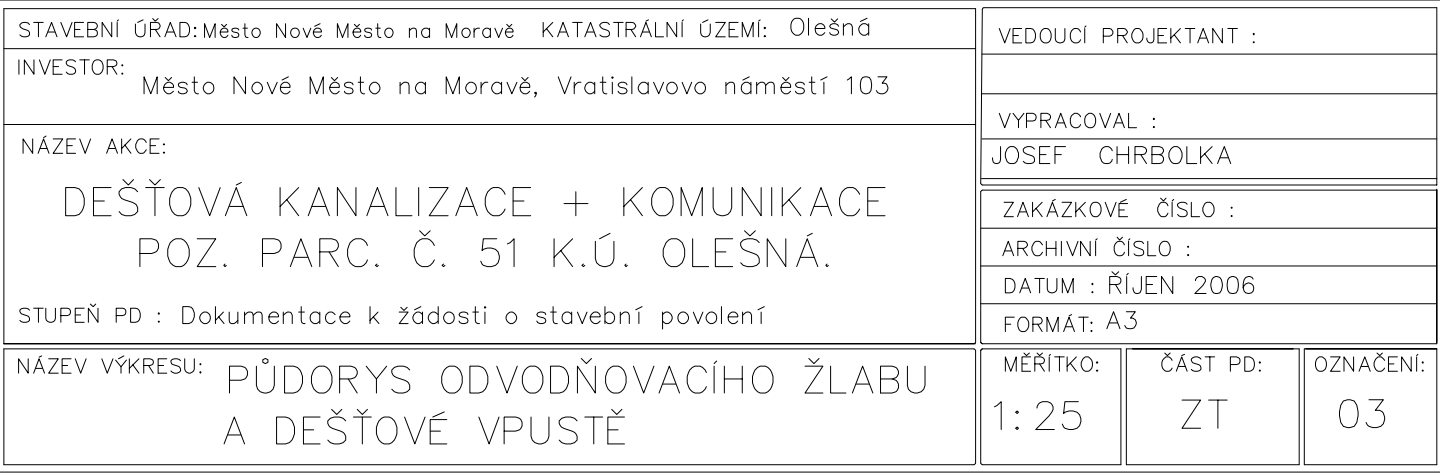 STAVEBNÍ ÚŘAD: Město Nové Město na Moravě KATASTRÁLNÍ ÚZEMÍ: Olešná
INVESTOR:
Město Nové Město na Moravě, Vratislavovo náměstí 103
NÁZEV AKCE:
DEŠŤOVÁ KANALIZACE + KOMUNIKACE
POZ. PARC. Č. 51 K.Ú. OLEŠNÁ.
STUPEŇ PD : Dokumentace k žádosti o stavební povolení
NÁZEV VÝKRESU: PŮDORYS ODVODŇOVACÍHO ŽLABU
A DEŠŤOVÉ VPUSTĚ
VEDOUCÍ PROJEKTANT :
VYPRACOVAL :
JOSEF CHRBOLKA
ZAKÁZKOVÉ ČÍSLO :
ARCHIVNÍ ČÍSLO :
DATUM : ŘÍJEN 2006
FORMÁT: A3
MĚŘÍTKO:
1: 25
ČÁST PD:
ZT
OZNAČENÍ:
03